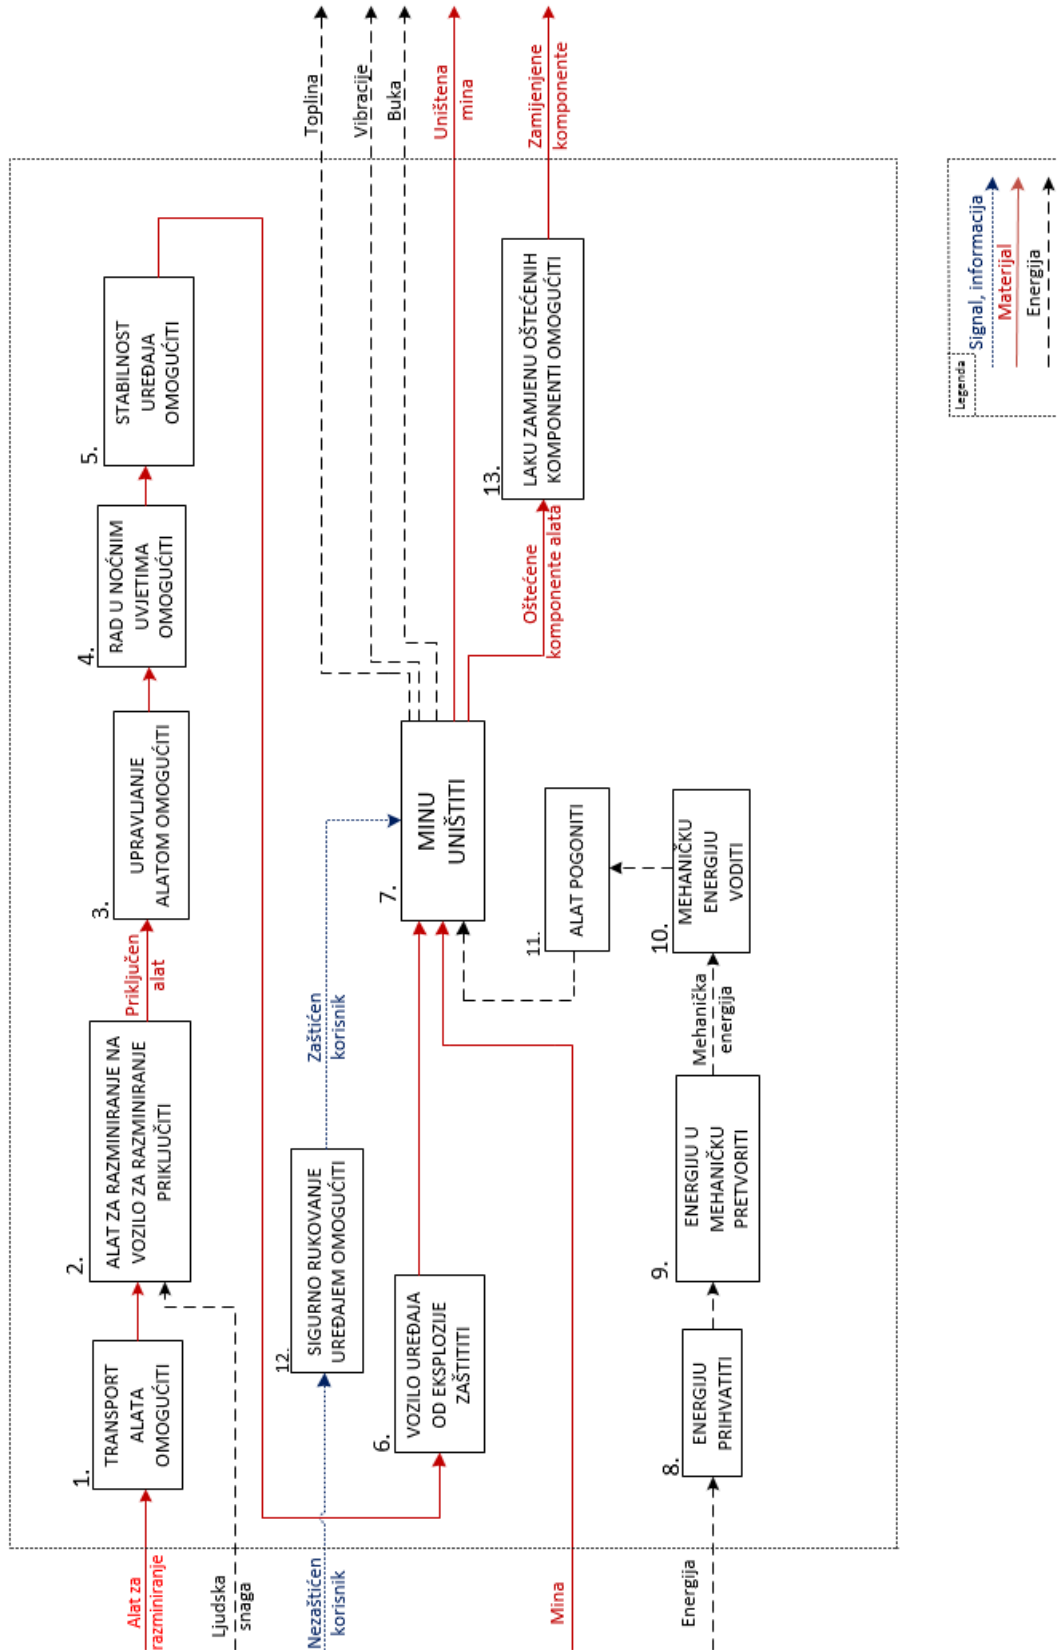 Alat za
razminiranje
1.
TRANSPORT
ALATA
OMOGUĆITI
2.
ALAT ZA RAZMINIRANJE NA
VOZILO ZA RAZMINIRANJE
PRIKLJUČITI
Priključen
alat
3.
UPRAVLJANJE
ALATOM OMOGUĆITI
4.
RAD U NOĆNIM
UVJETIMA
OMOGUĆITI
5.
STABILNOST
UREĐAJA
OMOGUĆITI
Ljudska
snaga
Nezaštićen
korisnik
12.
SIGURNO RUKOVANJE
UREĐAJEM OMOGUĆITI
Zaštićen
korisnik
Toplina
Vibracije
Buka
6.
VOZILO UREĐAJA
OD EKSPLOZIJE
ZAŠTITITI
7.
MINU
UNIŠTITI
Uništena
mina
Mina
11.
ALAT POGONITI
Oštećene
komponente alata
13.
LAKU ZAMJENU OŠTEĆENIH
KOMPONENTI OMOGUĆITI
Zamijenjene
komponente
Energija
8.
ENERGIJU
PRIHVATITI
9.
ENERGIJU U
MEHANIČKU
PRETVORITI
Mehanička
energija
10.
MEHANIČKU
ENERGIJU
VODITI
Legenda
Signal, informacija
Materijal
Energija